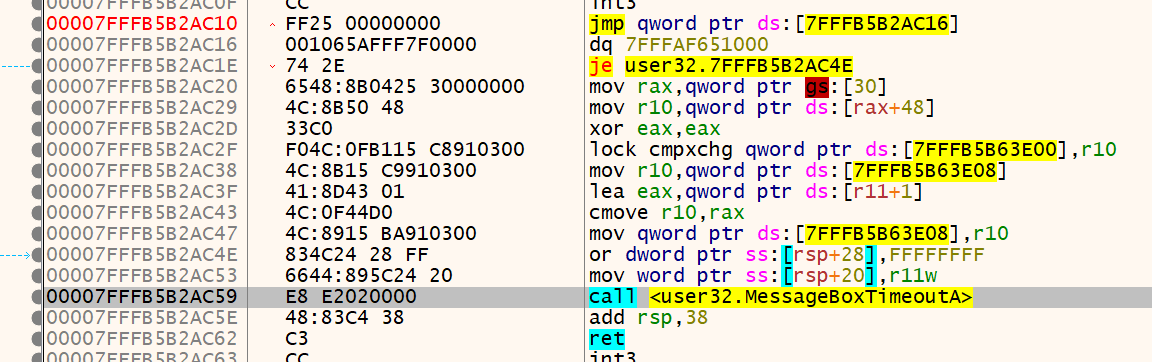 00007FFFB5B2AC0F CC int3
00007FFFB5B2AC10 FF25 00000000 jmp qword ptr ds:[7FFFB5B2AC16]
00007FFFB5B2AC16 001065AFFF7F0000 dq 7FFFAF651000
00007FFFB5B2AC1E 74 2E je user32.7FFFB5B2AC4E
00007FFFB5B2AC20 6548:8B0425 30000000 mov rax,qword ptr gs:[30]
00007FFFB5B2AC29 4C:8B50 48 mov r10,qword ptr ds:[rax+48]
00007FFFB5B2AC2D 33C0 xor eax,eax
00007FFFB5B2AC2F F04C:0FB115 C8910300 lock cmpxchg qword ptr ds:[7FFFB5B63E00],r10
00007FFFB5B2AC38 4C:8B15 C9910300 mov r10,qword ptr ds:[7FFFB5B63E08]
00007FFFB5B2AC3F 41:8D43 01 lea eax,qword ptr ds:[r11+1]
00007FFFB5B2AC43 4C:0F44D0 cmove r10,rax
00007FFFB5B2AC47 4C:8915 BA910300 mov qword ptr ds:[7FFFB5B63E08],r10
00007FFFB5B2AC4E 834C24 28 FF or dword ptr ss:[rsp+28],FFFFFFFF
00007FFFB5B2AC53 6644:895C24 20 mov word ptr ss:[rsp+20],r11w
00007FFFB5B2AC59 E8 E2020000 call <user32.MessageBoxTimeoutA>
00007FFFB5B2AC5E 48:83C4 38 add rsp,38
00007FFFB5B2AC62 C3 ret
00007FFFB5B2AC63 CC int3